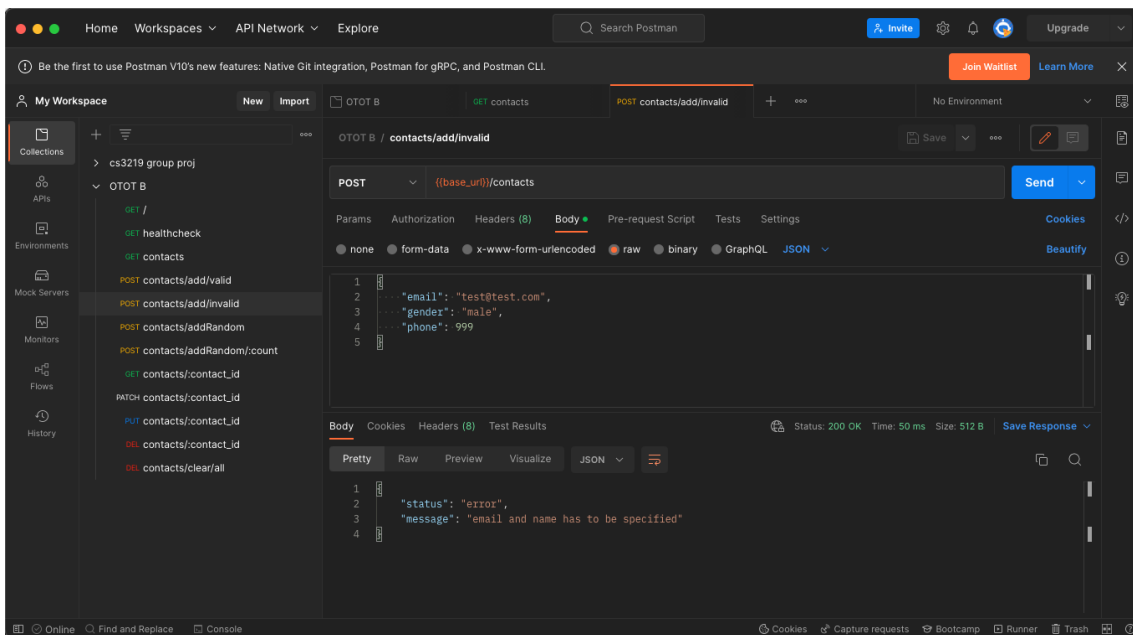 Home Workspaces API Network Explore Search Postman Invite Upgrade
Be the first to use Postman V10's new features: Native Git integration, Postman for gRPC, and Postman CLI. Join Waitlist Learn More
My Workspace New Import OTOT B GET contacts POST contacts/add/invalid No Environment
Collections
APIs
Environments
Mock Servers
Monitors
Flows
History
cs3219 group proj
OTOT B
GET /
GET healthcheck
GET contacts
POST contacts/add/valid
POST contacts/add/invalid
POST contacts/addRandom
POST contacts/addRandom/:count
GET contacts/:contact_id
PATCH contacts/:contact_id
PUT contacts/:contact_id
DEL contacts/:contact_id
DEL contacts/clear/all
OTOT B / contacts/add/invalid Save
POST {{base_url}}/contacts Send
Params Authorization Headers (8) Body Pre-request Script Tests Settings Cookies
none form-data x-www-form-urlencoded raw binary GraphQL JSON Beautify
1 {
2 "email": "test@test.com",
3 "gender": "male",
4 "phone": 999
5 }
Body Cookies Headers (8) Test Results Status: 200 OK Time: 50 ms Size: 512 B Save Response
Pretty Raw Preview Visualize JSON
1 {
2 "status": "error",
3 "message": "email and name has to be specified"
4 }
Online Find and Replace Console Cookies Capture requests Bootcamp Runner Trash